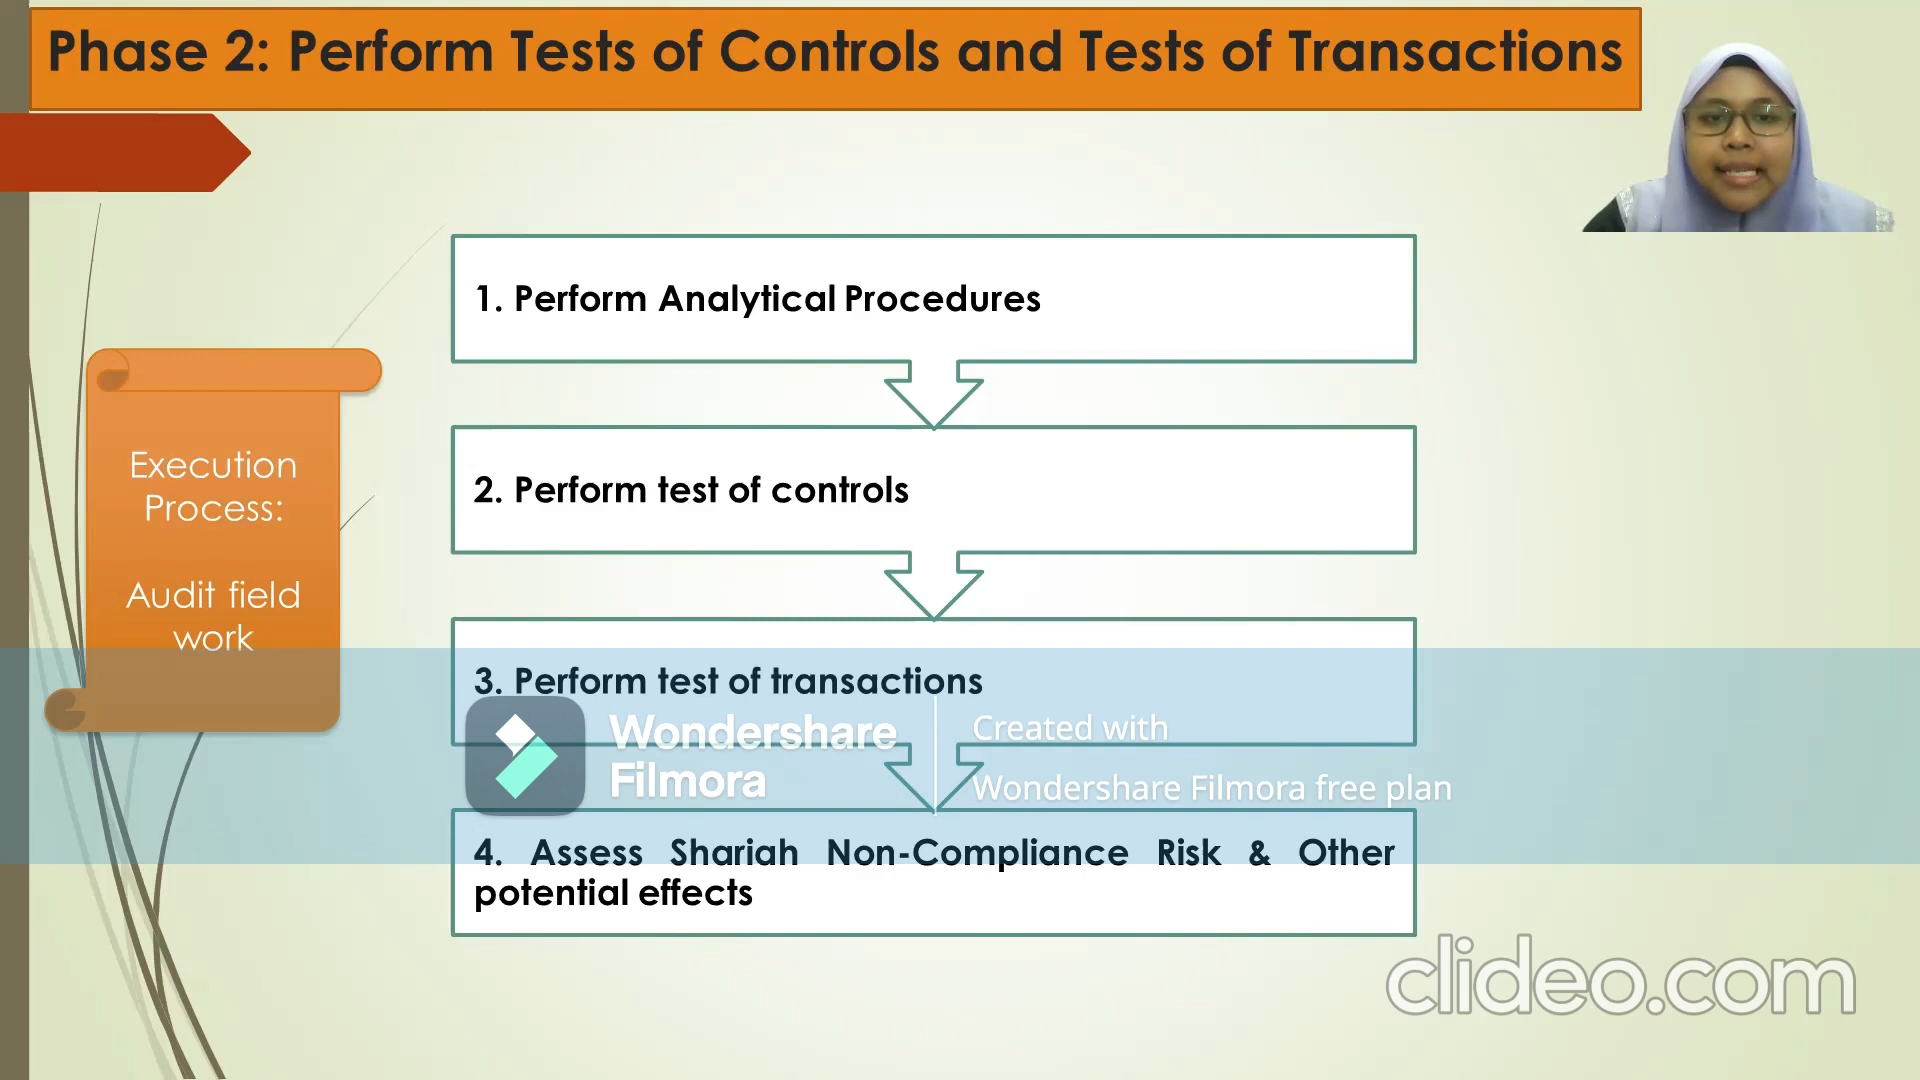 Phase 2: Perform Tests of Controls and Tests of Transactions
Execution
Process:
Audit field
work
1. Perform Analytical Procedures
2. Perform test of controls
3. Perform test of transactions
Wondershare
Filmora
Created with
Wondershare Filmora free plan
4. Assess Shariah Non-Compliance Risk & Other
potential effects
clideo.com